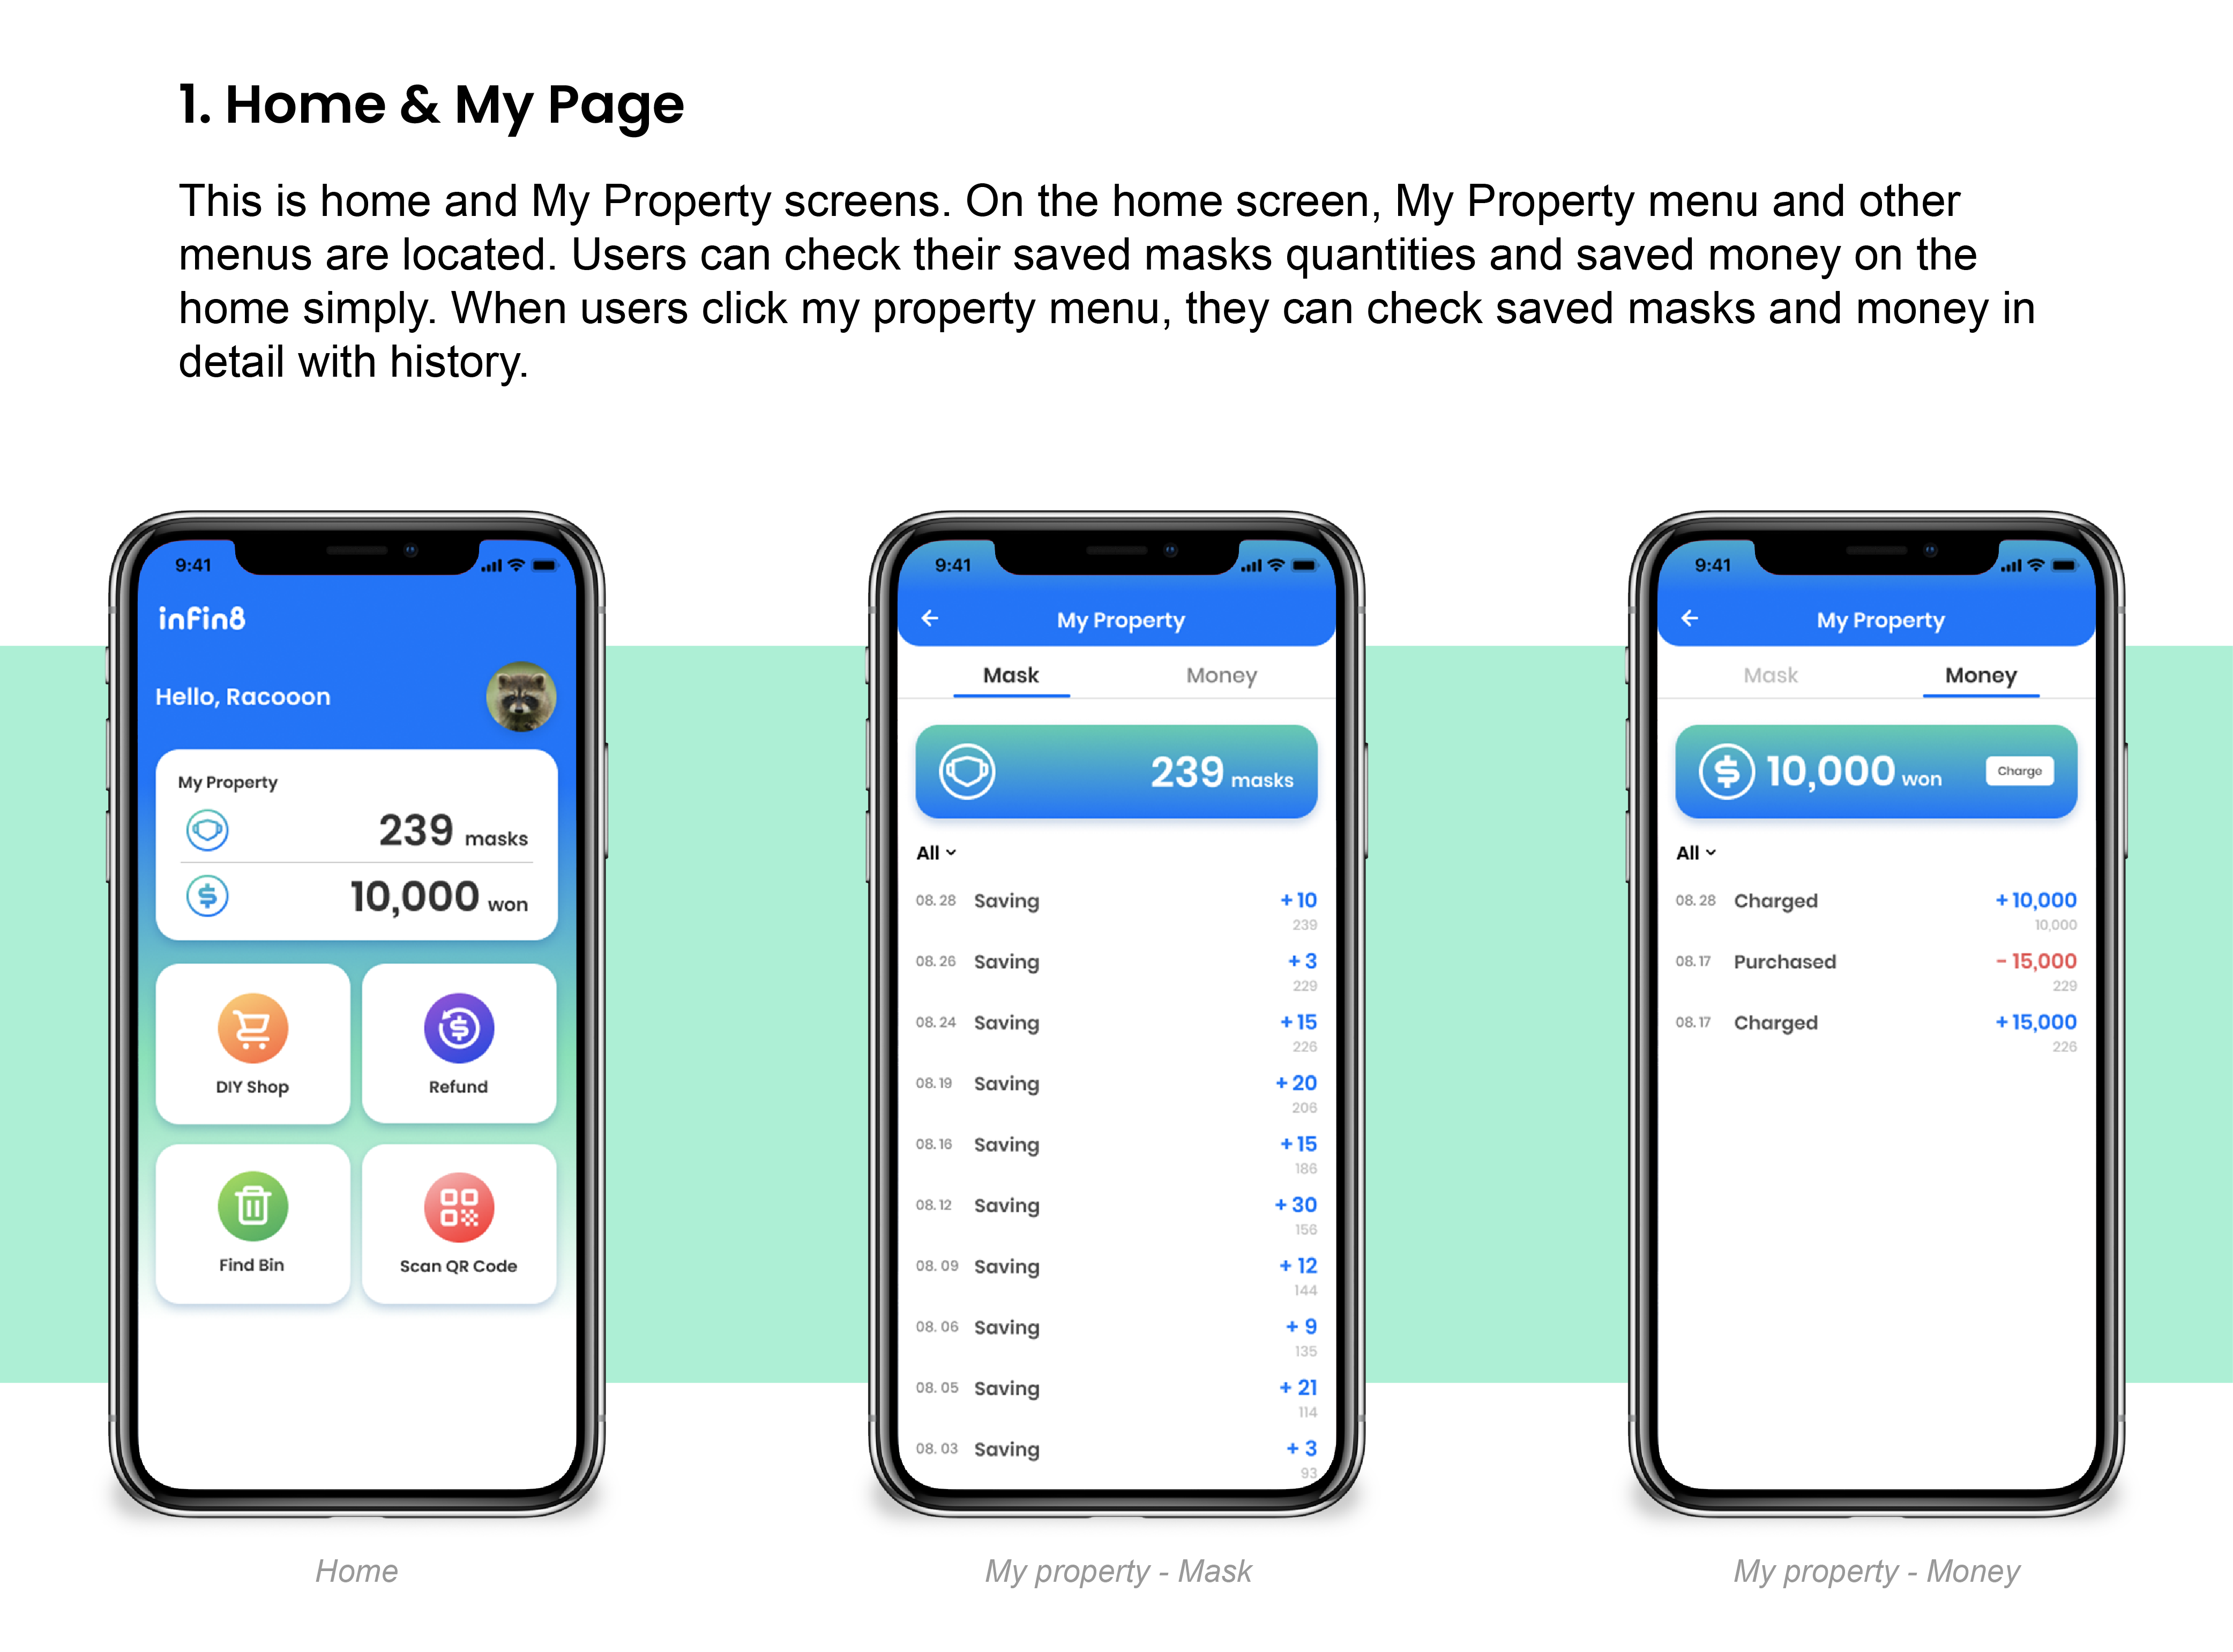 1. Home & My Page
This is home and My Property screens. On the home screen, My Property menu and other
menus are located. Users can check their saved masks quantities and saved money on the
home simply. When users click my property menu, they can check saved masks and money in
detail with history.
9:41
infin8
Hello, Racooon
My Property
239 masks
10,000 won
DIY Shop
Refund
Find Bin
Scan QR Code
Home
9:41
My Property
Mask
Money
239 masks
All
08. 28 Saving +10
239
08. 26 Saving +3
229
08. 24 Saving +15
226
08. 19 Saving +20
206
08. 16 Saving +15
186
08. 12 Saving +30
156
08. 09 Saving +12
144
08. 06 Saving +9
135
08. 05 Saving +21
114
08. 03 Saving +3
93
My property - Mask
9:41
My Property
Mask
Money
10,000 won
Charge
All
08. 28 Charged +10,000
10,000
08. 17 Purchased -15,000
229
08. 17 Charged +15,000
226
My property - Money